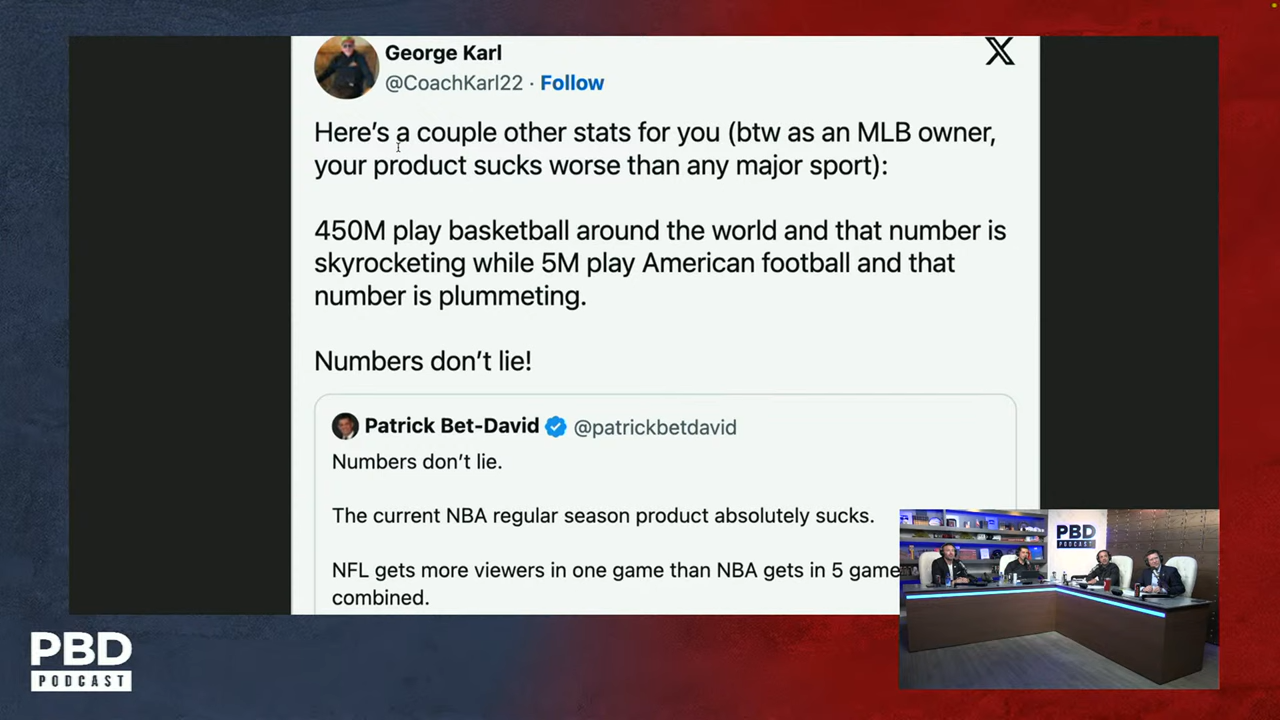 George Karl
@CoachKarl22 · Follow
Here's a couple other stats for you (btw as an MLB owner,
your product sucks worse than any major sport):
450M play basketball around the world and that number is
skyrocketing while 5M play American football and that
number is plummeting.
Numbers don't lie!
Patrick Bet-David @patrickbetdavid
Numbers don't lie.
The current NBA regular season product absolutely sucks.
NFL gets more viewers in one game than NBA gets in 5 game
combined.
PBD
PODCAST
PBD
PODCAST